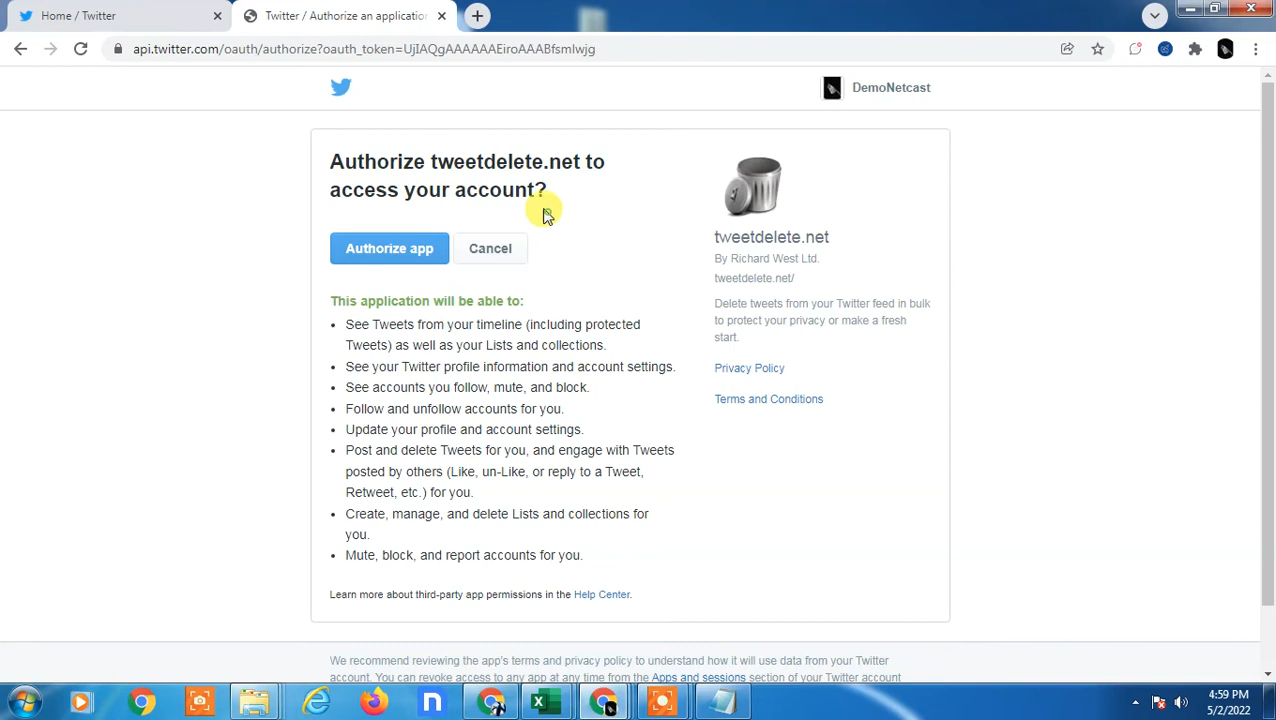 Home / Twitter
Twitter / Authorize an applicatio
api.twitter.com/oauth/authorize?oauth_token=UjIAQgAAAAAAEiroAAABfsmlwjg
DemoNetcast
Authorize tweetdelete.net to
access your account?
Authorize app
Cancel
This application will be able to:
• See Tweets from your timeline (including protected
Tweets) as well as your Lists and collections.
• See your Twitter profile information and account settings.
• See accounts you follow, mute, and block.
• Follow and unfollow accounts for you.
• Update your profile and account settings.
• Post and delete Tweets for you, and engage with Tweets
posted by others (Like, un-Like, or reply to a Tweet,
Retweet, etc.) for you.
• Create, manage, and delete Lists and collections for
you.
• Mute, block, and report accounts for you.
Learn more about third-party app permissions in the Help Center.
tweetdelete.net
By Richard West Ltd.
tweetdelete.net/
Delete tweets from your Twitter feed in bulk
to protect your privacy or make a fresh
start.
Privacy Policy
Terms and Conditions
We recommend reviewing the app's terms and privacy policy to understand how it will use data from your Twitter
account. You can revoke access to any app at any time from the Apps and sessions section of your Twitter account
4:59 PM
5/2/2022